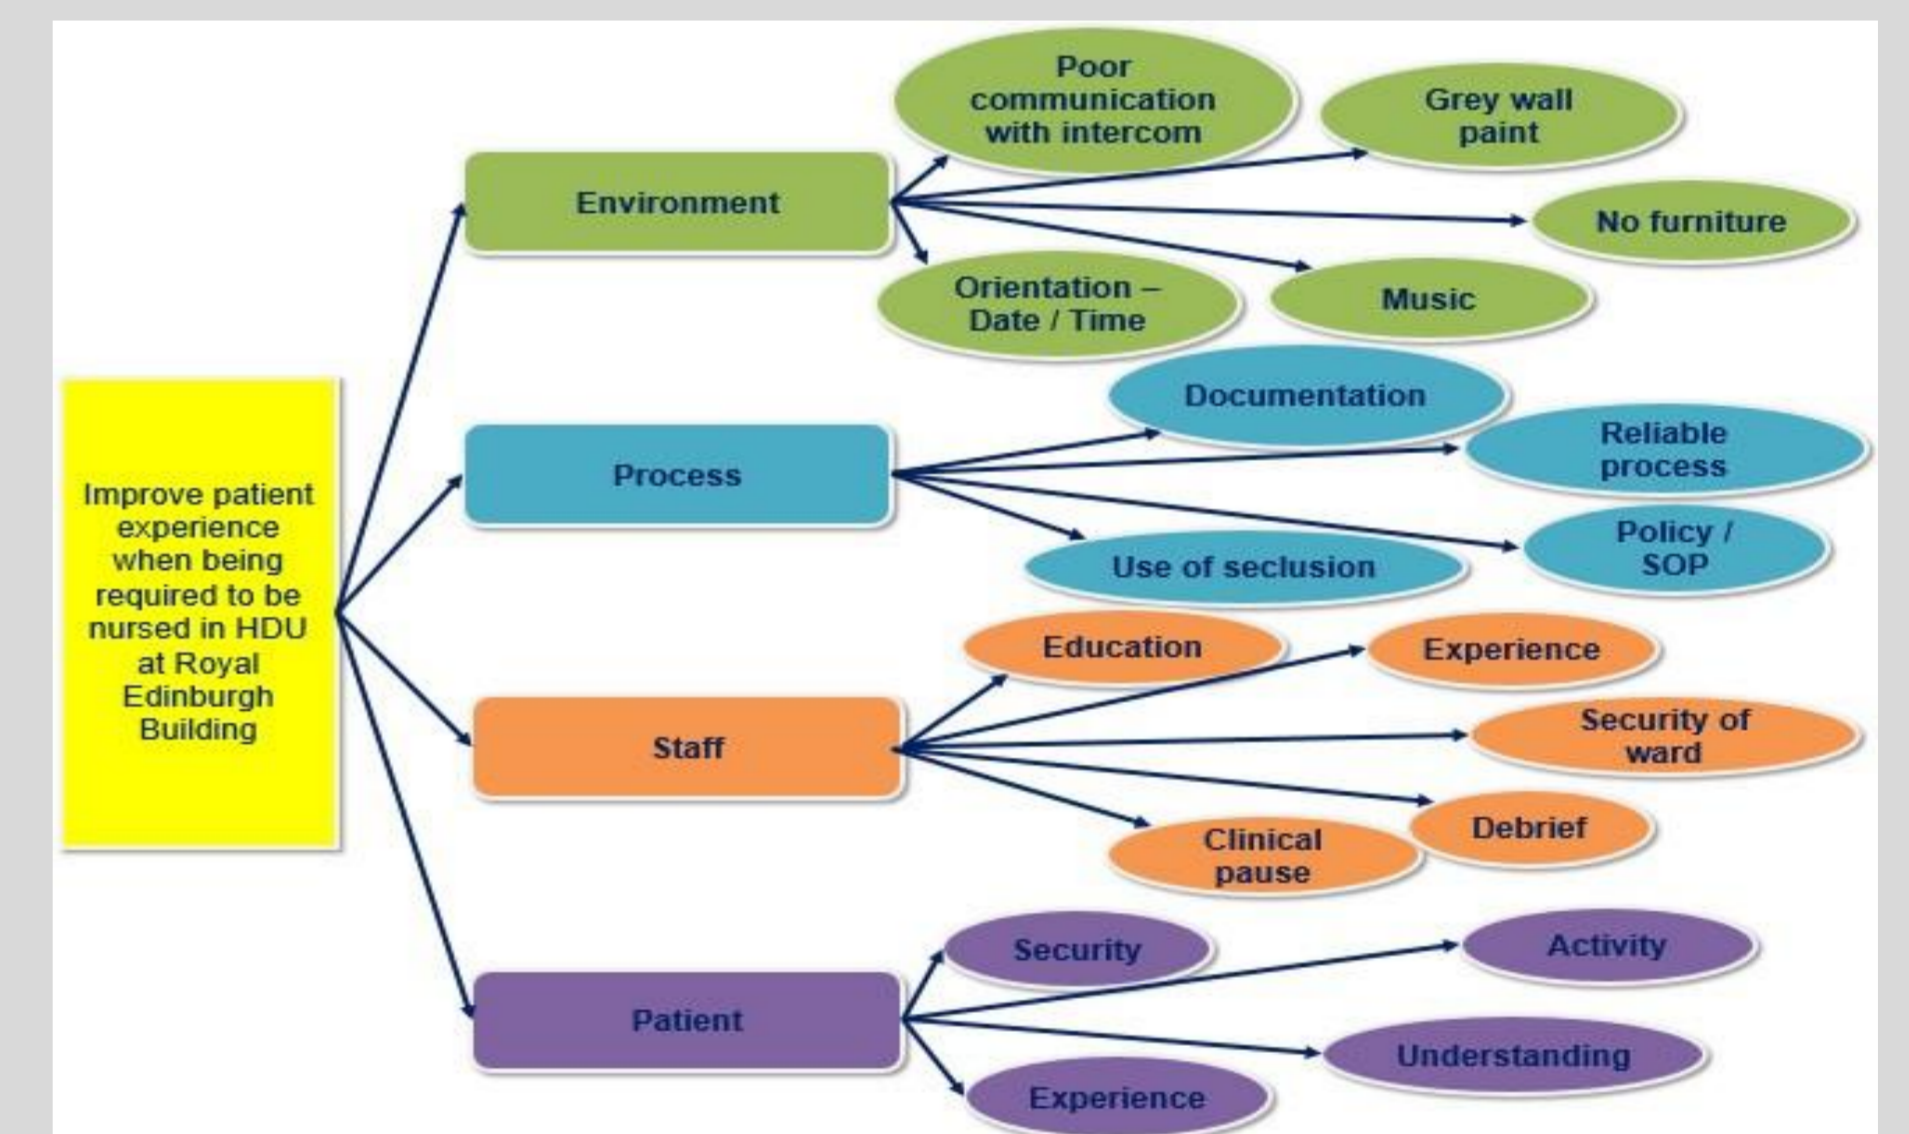 Improve patient
experience
when being
required to be
nursed in HDU
at Royal
Edinburgh
Building
Environment
Poor
communication
with intercom
Grey wall
paint
No furniture
Music
Orientation –
Date / Time
Process
Documentation
Reliable
process
Policy /
SOP
Use of seclusion
Staff
Education
Experience
Security of
ward
Debrief
Clinical
pause
Patient
Security
Activity
Understanding
Experience